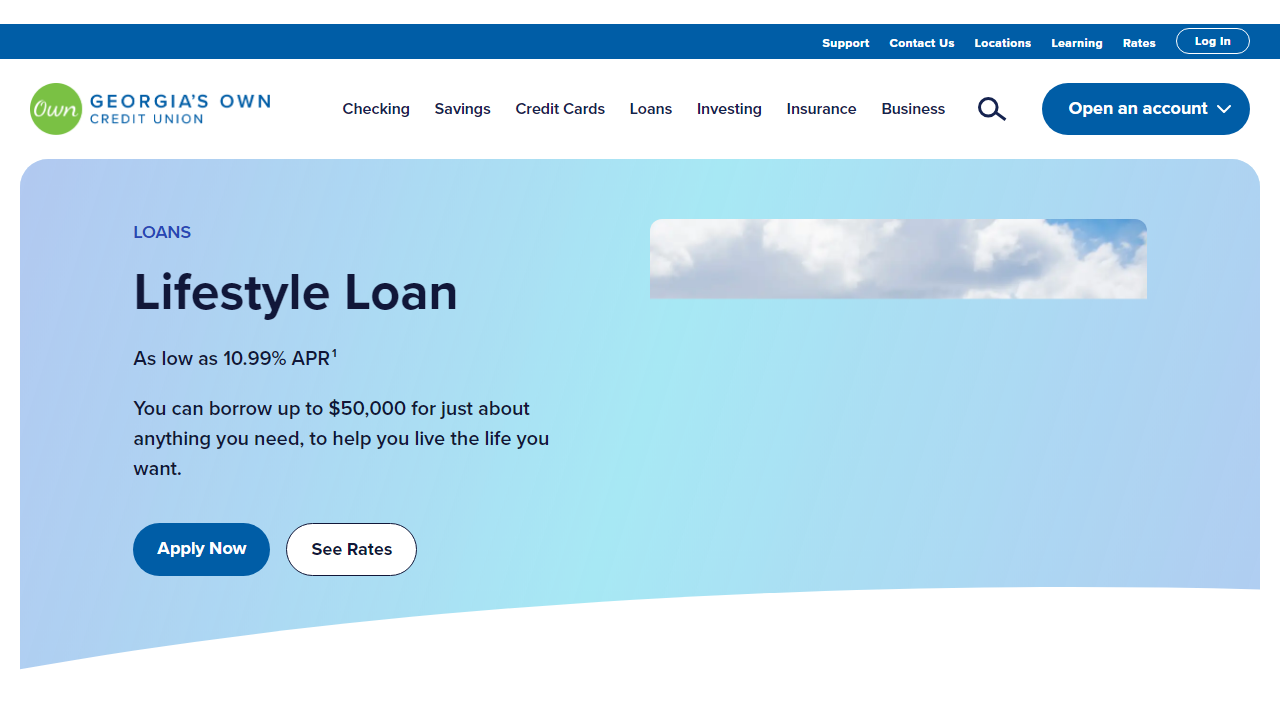 Support Contact Us Locations Learning Rates Log In
Own GEORGIA'S OWN
CREDIT UNION
Checking Savings Credit Cards Loans Investing Insurance Business Open an account
LOANS
Lifestyle Loan
As low as 10.99% APR¹
You can borrow up to $50,000 for just about
anything you need, to help you live the life you
want.
Apply Now See Rates